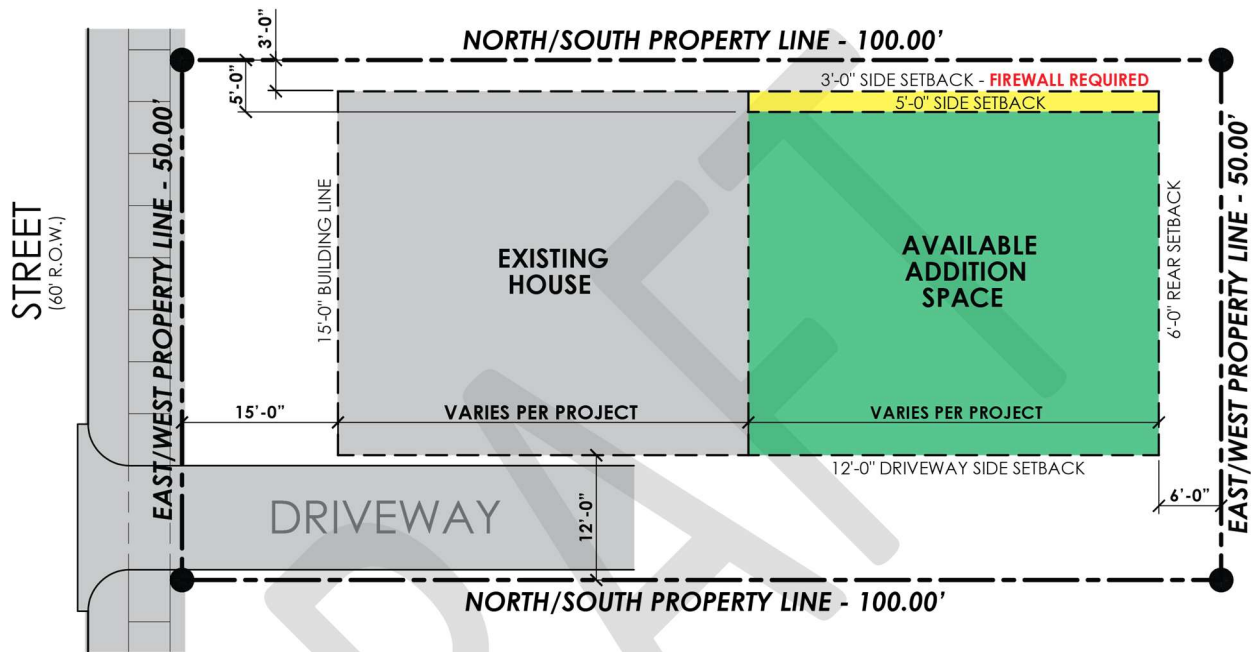 3'-0"
5'-0"
NORTH/SOUTH PROPERTY LINE - 100.00'
3'-0" SIDE SETBACK - FIREWALL REQUIRED
5'-0" SIDE SETBACK
STREET
(60' R.O.W.)
EAST/WEST PROPERTY LINE - 50.00'
15'-0" BUILDING LINE
EXISTING
HOUSE
AVAILABLE
ADDITION
SPACE
6'-0" REAR SETBACK
EAST/WEST PROPERTY LINE - 50.00'
15'-0"
VARIES PER PROJECT
VARIES PER PROJECT
12'-0" DRIVEWAY SIDE SETBACK
6'-0"
DRIVEWAY
12'-0"
NORTH/SOUTH PROPERTY LINE - 100.00'
DRAFT